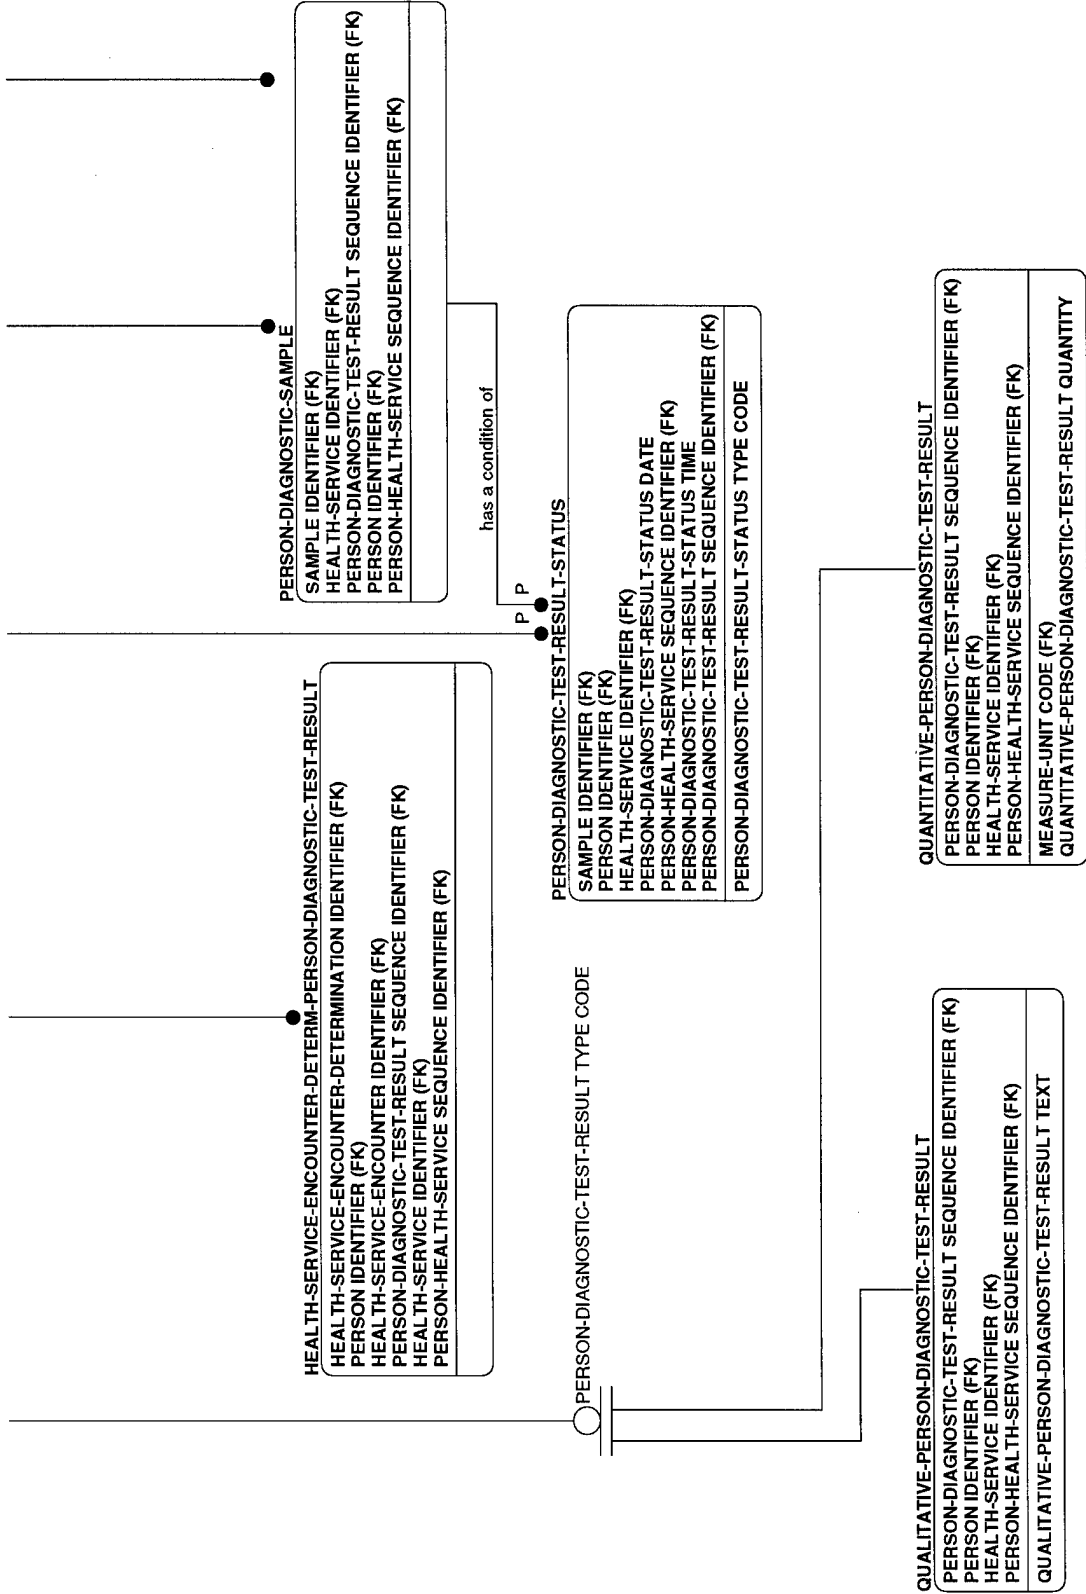 HEALTH-SERVICE-ENCOUNTER-DETERM-PERSON-DIAGNOSTIC-TEST-RESULT
HEALTH-SERVICE-ENCOUNTER-DETERMINATION IDENTIFIER (FK)
PERSON IDENTIFIER (FK)
HEALTH-SERVICE-ENCOUNTER IDENTIFIER (FK)
PERSON-DIAGNOSTIC-TEST-RESULT SEQUENCE IDENTIFIER (FK)
HEALTH-SERVICE IDENTIFIER (FK)
PERSON-HEALTH-SERVICE SEQUENCE IDENTIFIER (FK)
PERSON-DIAGNOSTIC-SAMPLE
SAMPLE IDENTIFIER (FK)
HEALTH-SERVICE IDENTIFIER (FK)
PERSON-DIAGNOSTIC-TEST-RESULT SEQUENCE IDENTIFIER (FK)
PERSON IDENTIFIER (FK)
PERSON-HEALTH-SERVICE SEQUENCE IDENTIFIER (FK)
has a condition of
P
P
PERSON-DIAGNOSTIC-TEST-RESULT-STATUS
SAMPLE IDENTIFIER (FK)
PERSON IDENTIFIER (FK)
HEALTH-SERVICE IDENTIFIER (FK)
PERSON-DIAGNOSTIC-TEST-RESULT-STATUS DATE
PERSON-HEALTH-SERVICE SEQUENCE IDENTIFIER (FK)
PERSON-DIAGNOSTIC-TEST-RESULT-STATUS TIME
PERSON-DIAGNOSTIC-TEST-RESULT SEQUENCE IDENTIFIER (FK)
PERSON-DIAGNOSTIC-TEST-RESULT-STATUS TYPE CODE
PERSON-DIAGNOSTIC-TEST-RESULT TYPE CODE
QUALITATIVE-PERSON-DIAGNOSTIC-TEST-RESULT
PERSON-DIAGNOSTIC-TEST-RESULT SEQUENCE IDENTIFIER (FK)
PERSON IDENTIFIER (FK)
HEALTH-SERVICE IDENTIFIER (FK)
PERSON-HEALTH-SERVICE SEQUENCE IDENTIFIER (FK)
QUALITATIVE-PERSON-DIAGNOSTIC-TEST-RESULT TEXT
QUANTITATIVE-PERSON-DIAGNOSTIC-TEST-RESULT
PERSON-DIAGNOSTIC-TEST-RESULT SEQUENCE IDENTIFIER (FK)
PERSON IDENTIFIER (FK)
HEALTH-SERVICE IDENTIFIER (FK)
PERSON-HEALTH-SERVICE SEQUENCE IDENTIFIER (FK)
MEASURE-UNIT CODE (FK)
QUANTITATIVE-PERSON-DIAGNOSTIC-TEST-RESULT QUANTITY